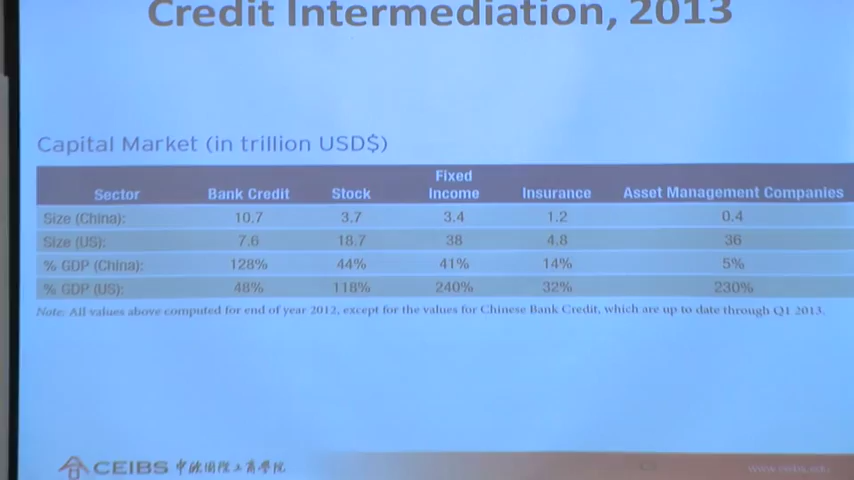 Credit Intermediation, 2013
Capital Market (in trillion USD$)
Sector Bank Credit Stock Fixed Income Insurance Asset Management Companies
Size (China): 10.7 3.7 3.4 1.2 0.4
Size (US): 7.6 18.7 38 4.8 36
% GDP (China): 128% 44% 41% 14% 5%
% GDP (US): 48% 118% 240% 32% 230%
Note: All values above computed for end of year 2012, except for the values for Chinese Bank Credit, which are up to date through Q1 2013.
CEIBS 中欧国际工商学院
www.ceibs.edu